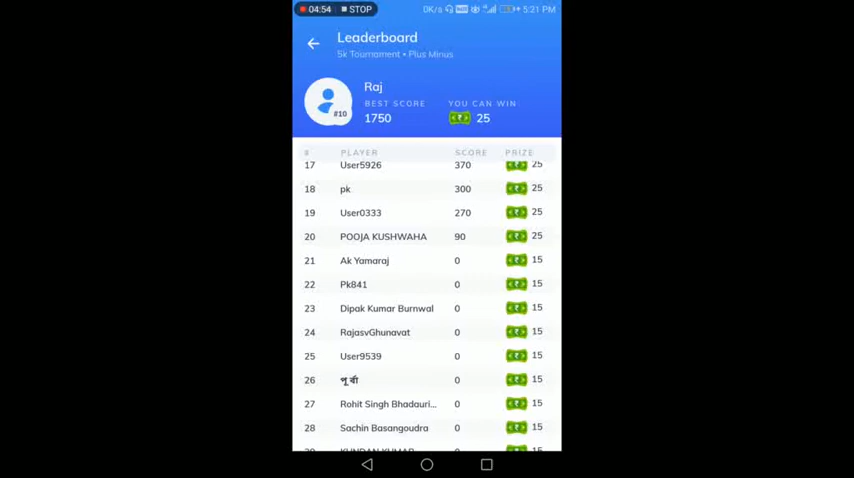 04:54 STOP 0K/s 5:21 PM
Leaderboard
5k Tournament • Plus Minus
Raj
#10
BEST SCORE YOU CAN WIN
1750 25
# PLAYER SCORE PRIZE
17 User5926 370 25
18 pk 300 25
19 User0333 270 25
20 POOJA KUSHWAHA 90 25
21 Ak Yamaraj 0 15
22 Pk841 0 15
23 Dipak Kumar Burnwal 0 15
24 RajasvGhunavat 0 15
25 User9539 0 15
26 পূর্বা 0 15
27 Rohit Singh Bhadauri... 0 15
28 Sachin Basangoudra 0 15